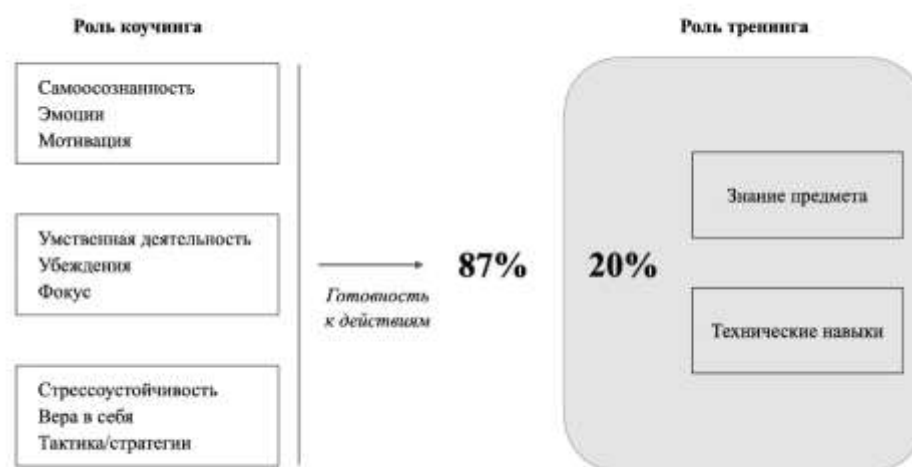 Роль коучинга
Самоосознанность
Эмоции
Мотивация
Умственная деятельность
Убеждения
Фокус
Стрессоустойчивость
Вера в себя
Тактика/стратегии
Готовность
к действиям
87%
Роль тренинга
20%
Знание предмета
Технические навыки